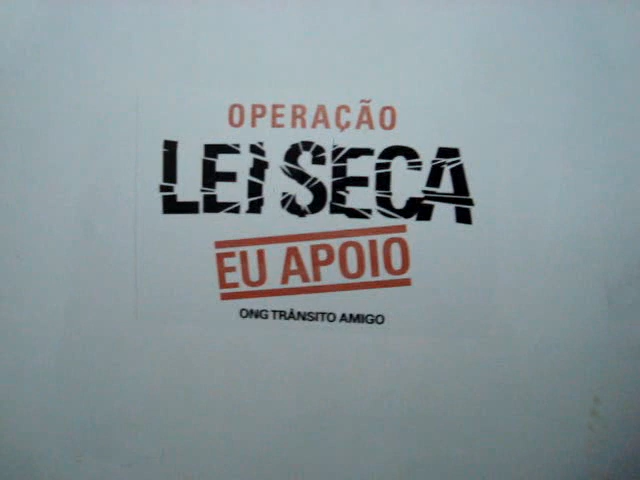 OPERAÇÃO
LEI SECA
EU APOIO
ONG TRÂNSITO AMIGO